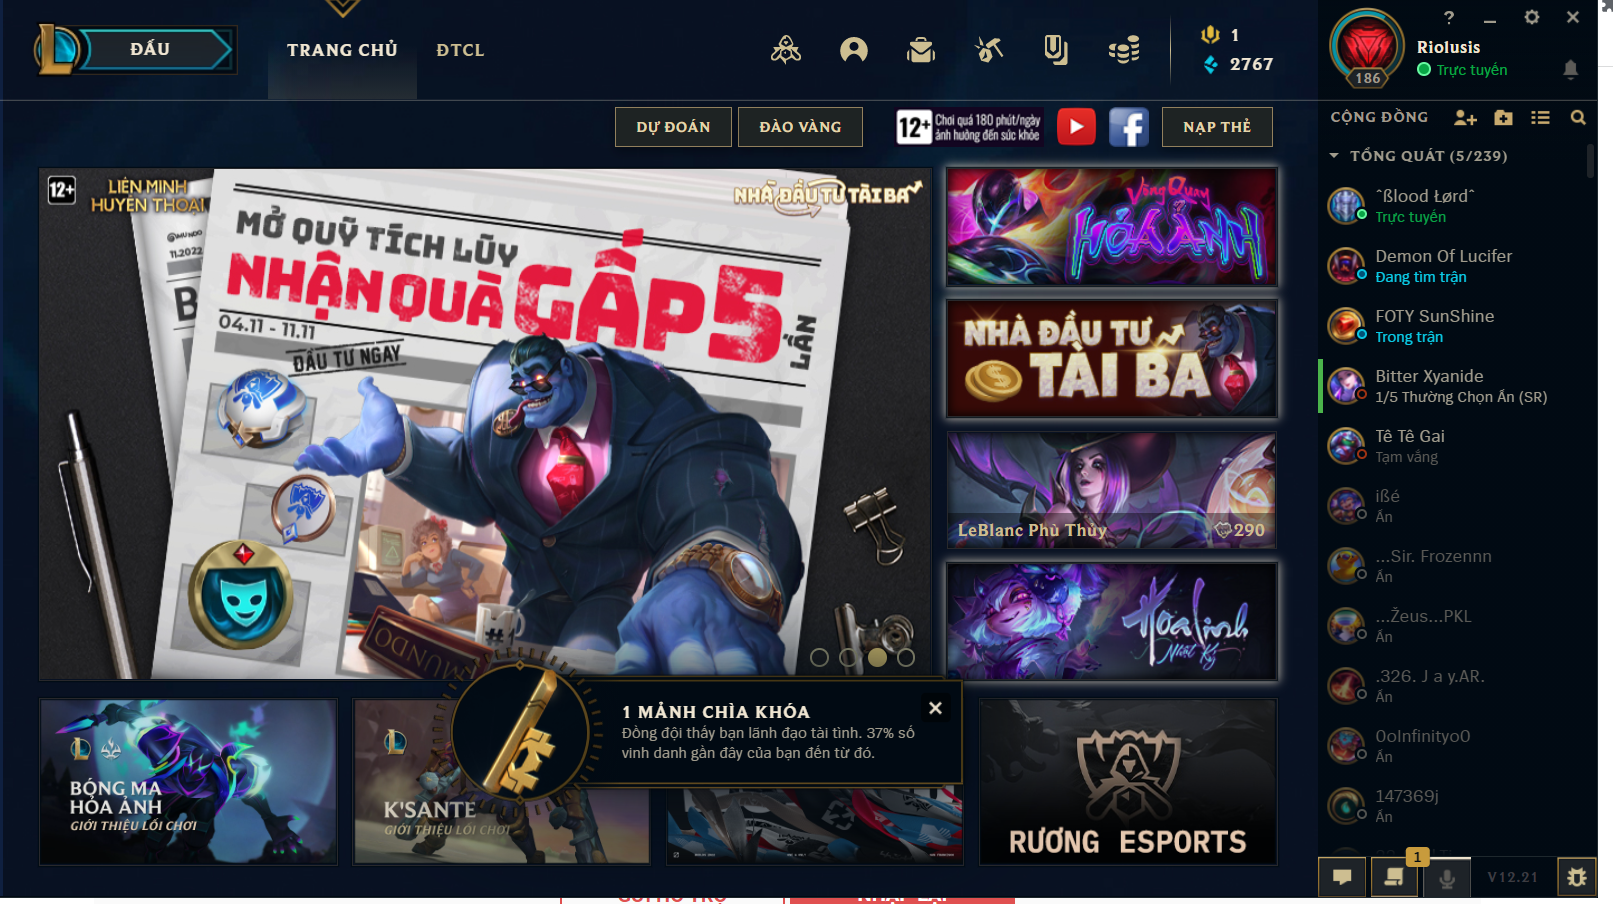 ĐẤU
TRANG CHỦ
ĐTCL
1
2767
186
Riolusis
Trực tuyến
DỰ ĐOÁN
ĐÀO VÀNG
12+
Chơi quá 180 phút/ngày
ảnh hưởng đến sức khỏe
NẠP THẺ
CỘNG ĐỒNG
TỔNG QUÁT (5/239)
ˆßlood Łørdˆ
Trực tuyến
Demon Of Lucifer
Đang tìm trận
FOTY SunShine
Trong trận
Bitter Xyanide
1/5 Thường Chọn Ẩn (SR)
Tê Tê Gai
Tạm vắng
ißé
Ẩn
...Sir. Frozennn
Ẩn
...Žeus...PKL
Ẩn
.326. J a y.AR.
Ẩn
0oInfinityo0
Ẩn
147369j
Ẩn
12+
LIÊN MINH
HUYỀN THOẠI
NHÀ ĐẦU TƯ TÀI BA
11.2022
MỞ QUỸ TÍCH LŨY
NHẬN QUÀ GẤP 5
LẦN
04.11 - 11.11
ĐẦU TƯ NGAY
#1
MUNDO
Vòng Quay
HỎA ẢNH
NHÀ ĐẦU TƯ
TÀI BA
LeBlanc Phù Thủy
290
Hoa Linh
Nhật Ký
1 MẢNH CHÌA KHÓA
Đồng đội thấy bạn lãnh đạo tài tình. 37% số
vinh danh gần đây của bạn đến từ đó.
BÓNG MA
HỎA ẢNH
GIỚI THIỆU LỐI CHƠI
K'SANTE
GIỚI THIỆU LỐI CHƠI
RƯƠNG ESPORTS
1
V12.21